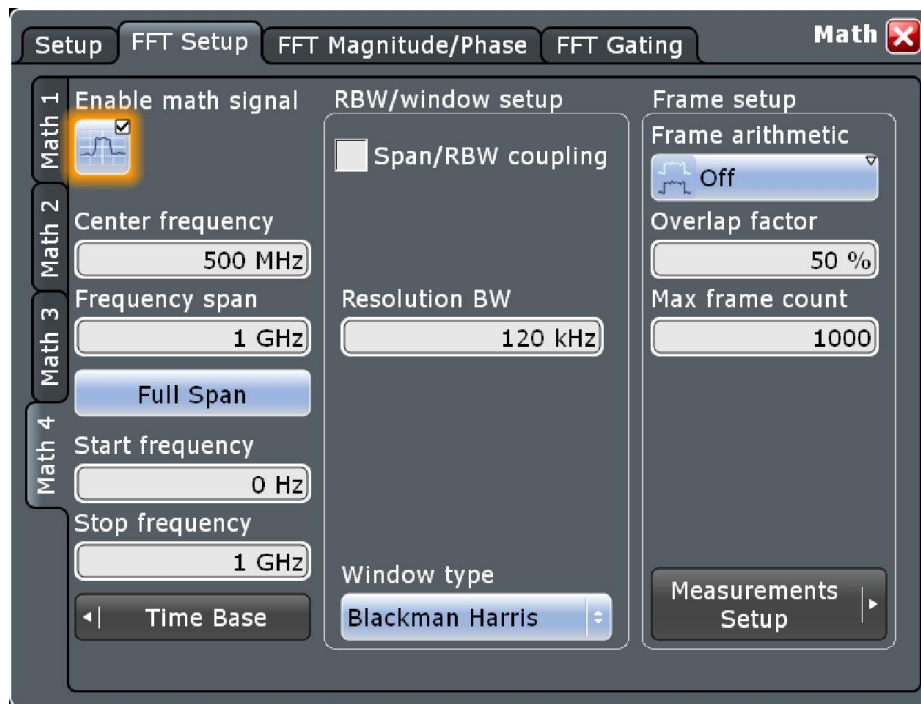 Setup
FFT Setup
FFT Magnitude/Phase
FFT Gating
Math
Math 1
Math 2
Math 3
Math 4
Enable math signal
Center frequency
500 MHz
Frequency span
1 GHz
Full Span
Start frequency
0 Hz
Stop frequency
1 GHz
Time Base
RBW/window setup
Span/RBW coupling
Resolution BW
120 kHz
Window type
Blackman Harris
Frame setup
Frame arithmetic
Off
Overlap factor
50 %
Max frame count
1000
Measurements
Setup